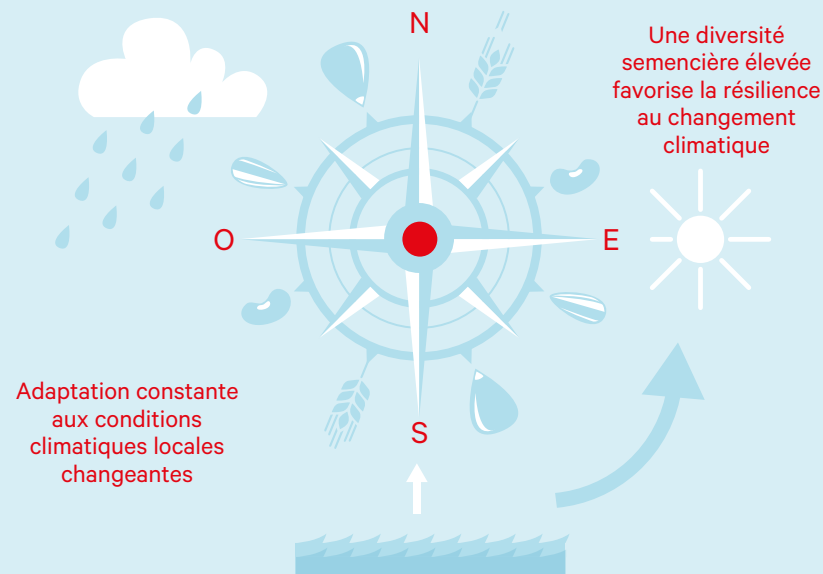 N
Une diversité
semencière élevée
favorise la résilience
au changement
climatique
O
E
Adaptation constante
aux conditions
climatiques locales
changeantes
S